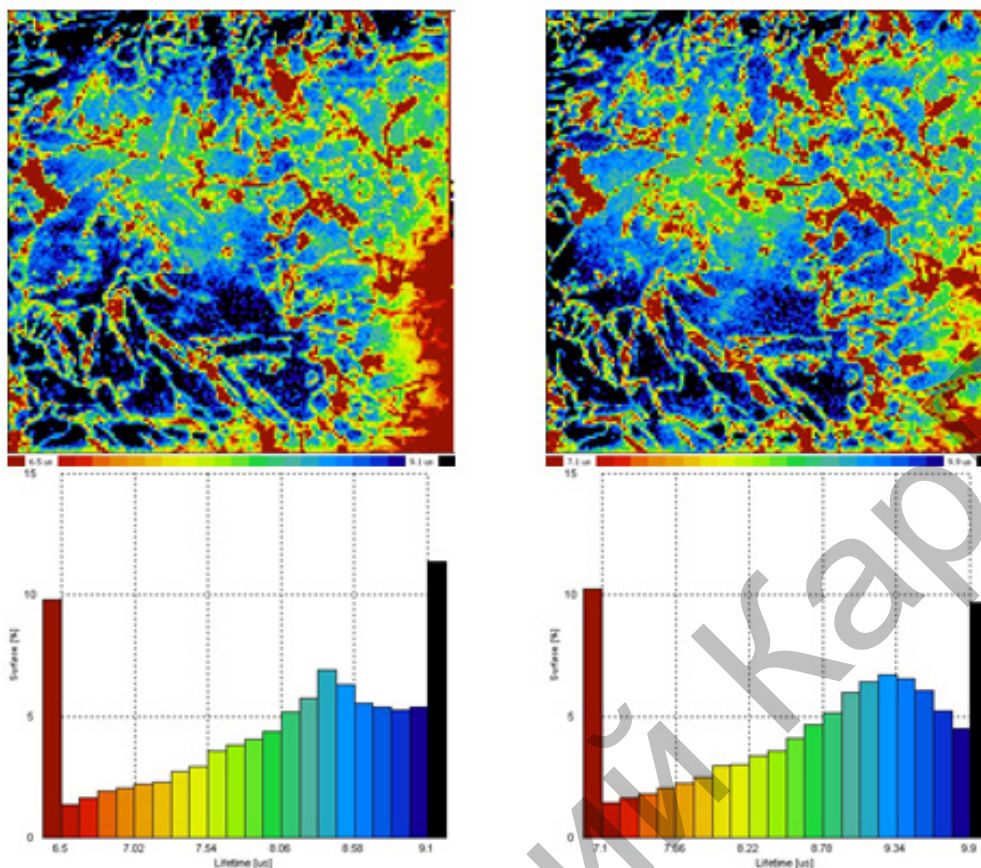 6.5 us 9.1 us
7.1 us 9.9 us
15
10
5
0
Surface [%]
6.5 7.02 7.54 8.06 8.58 9.1
Lifetime [us]
15
10
5
0
Surface [%]
7.1 7.66 8.22 8.78 9.34 9.9
Lifetime [us]
ий Кар